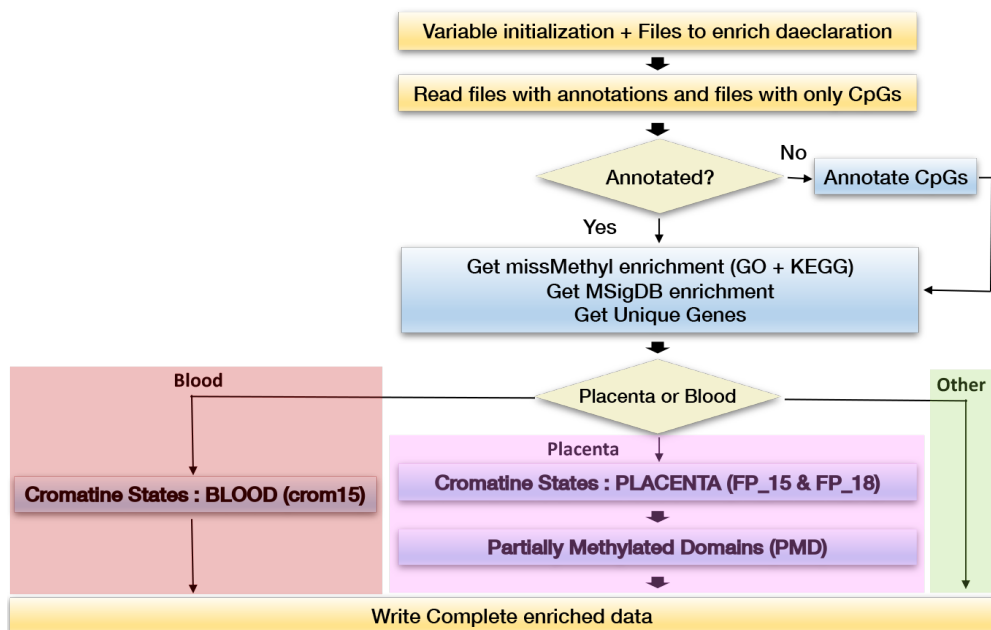 Variable initialization + Files to enrich daeclaration
Read files with annotations and files with only CpGs
Annotated?
No
Annotate CpGs
Yes
Get missMethyl enrichment (GO + KEGG)
Get MSigDB enrichment
Get Unique Genes
Blood
Placenta or Blood
Other
Placenta
Cromatine States : BLOOD (crom15)
Cromatine States : PLACENTA (FP_15 & FP_18)
Partially Methylated Domains (PMD)
Write Complete enriched data